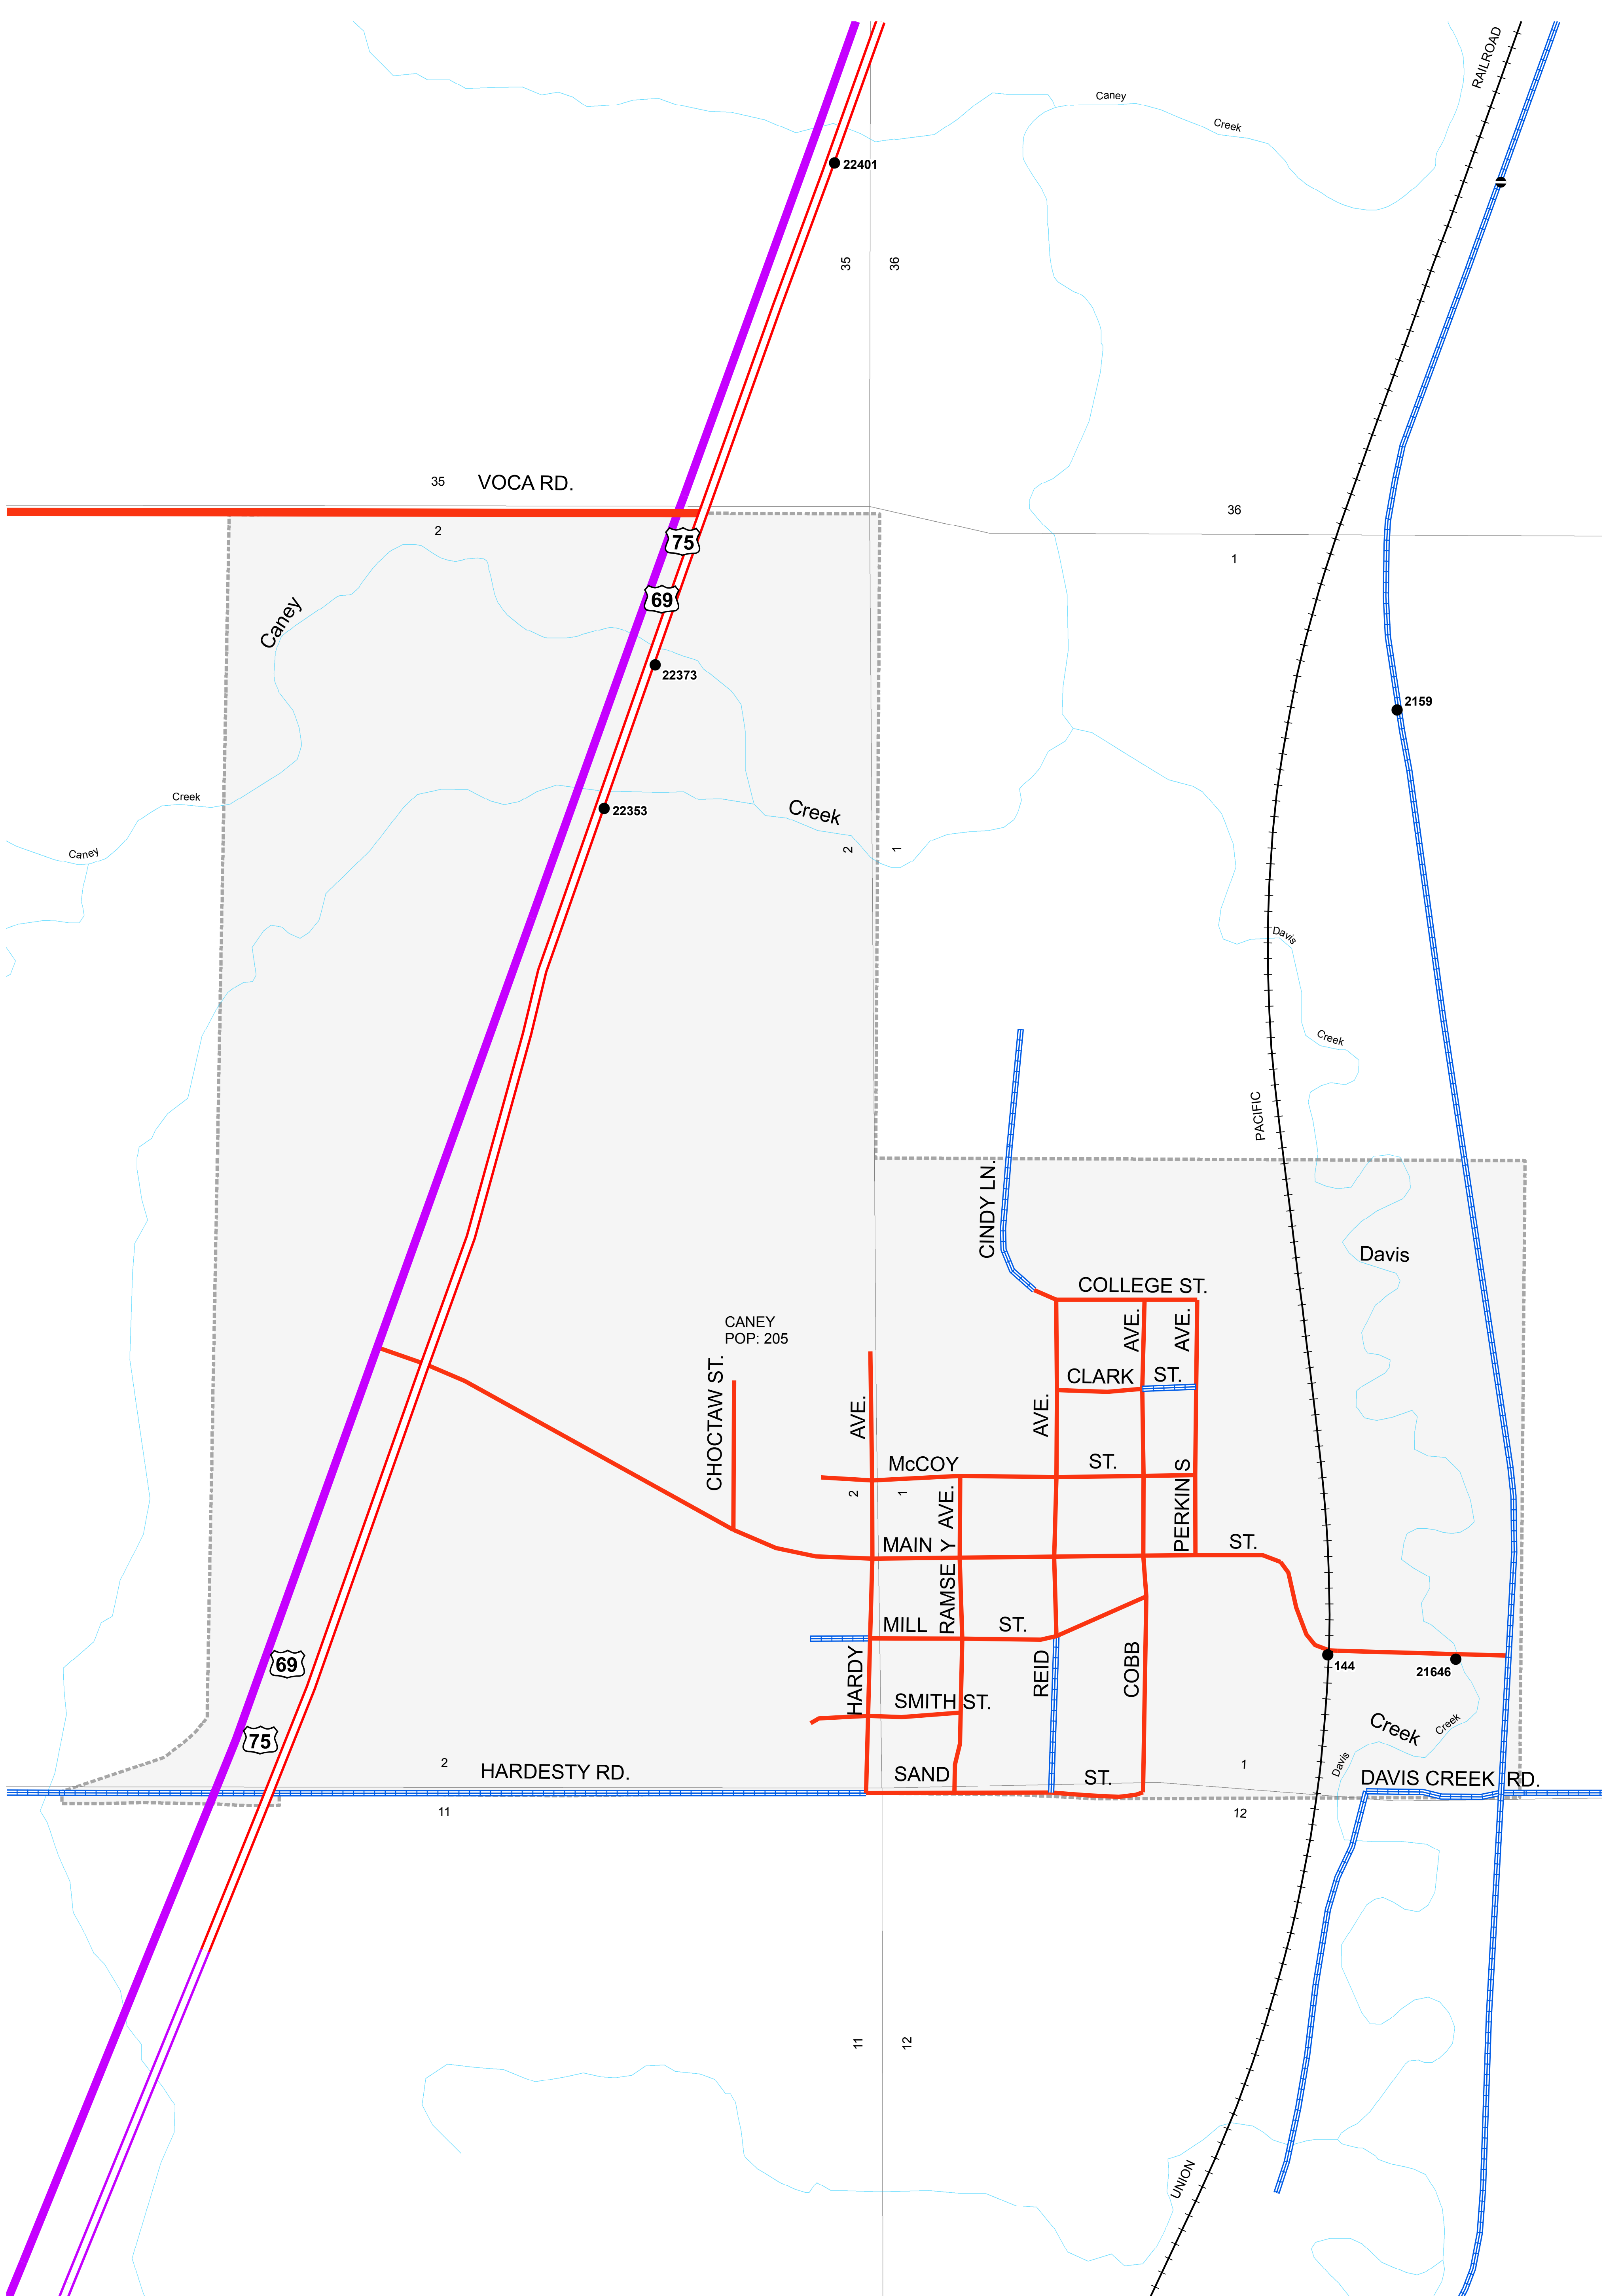 RAILROAD
Caney
Creek
22401
35
36
35
VOCA RD.
36
2
75
1
69
Caney
22373
2159
Creek
22353
Creek
Caney
2
1
Davis
Creek
PACIFIC
CINDY LN.
Davis
COLLEGE ST.
CANEY
POP: 205
AVE.
AVE.
CHOCTAW ST.
CLARK ST.
AVE.
AVE.
McCOY ST.
2
1
RAMSEY AVE.
PERKINS
MAIN ST.
MILL ST.
69
HARDY
REID
COBB
144
21646
SMITH ST.
75
Creek
Creek
Davis
2
HARDESTY RD.
SAND ST.
1
DAVIS CREEK RD.
11
12
11
12
UNION